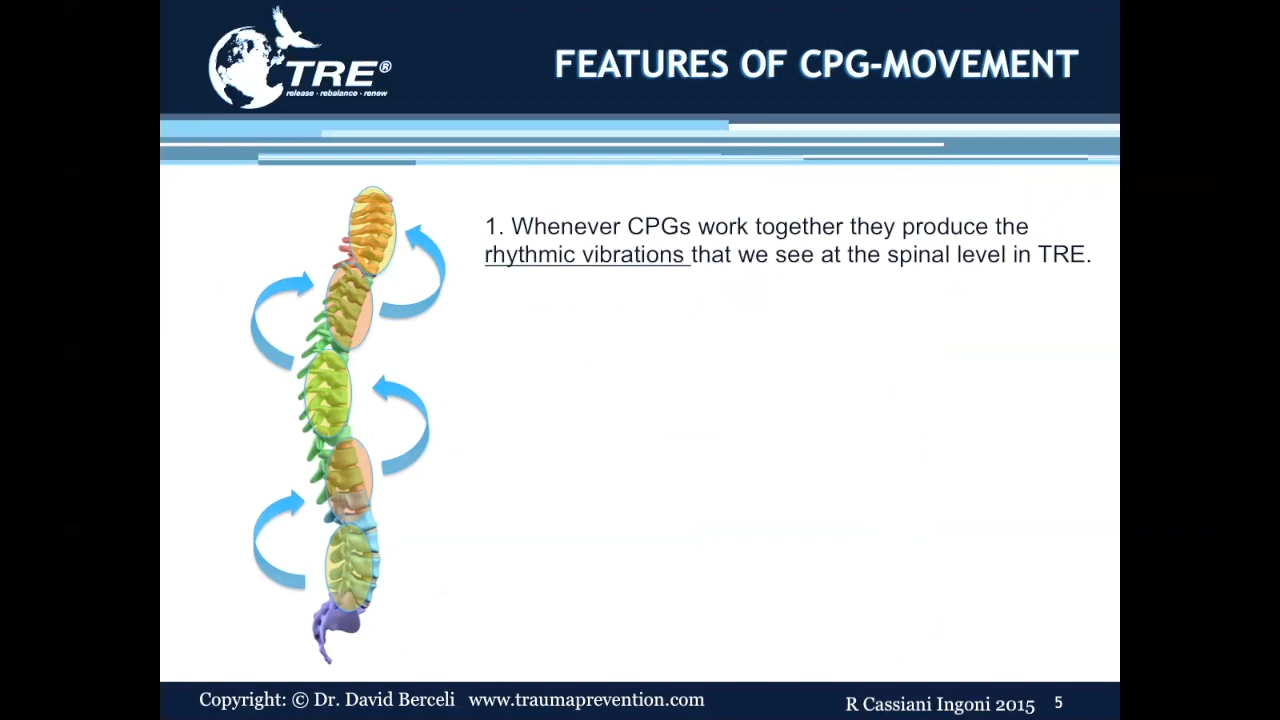 TRE®
release · rebalance · renew
FEATURES OF CPG-MOVEMENT
1. Whenever CPGs work together they produce the
rhythmic vibrations that we see at the spinal level in TRE.
Copyright: © Dr. David Berceli www.traumaprevention.com
R Cassiani Ingoni 2015 5